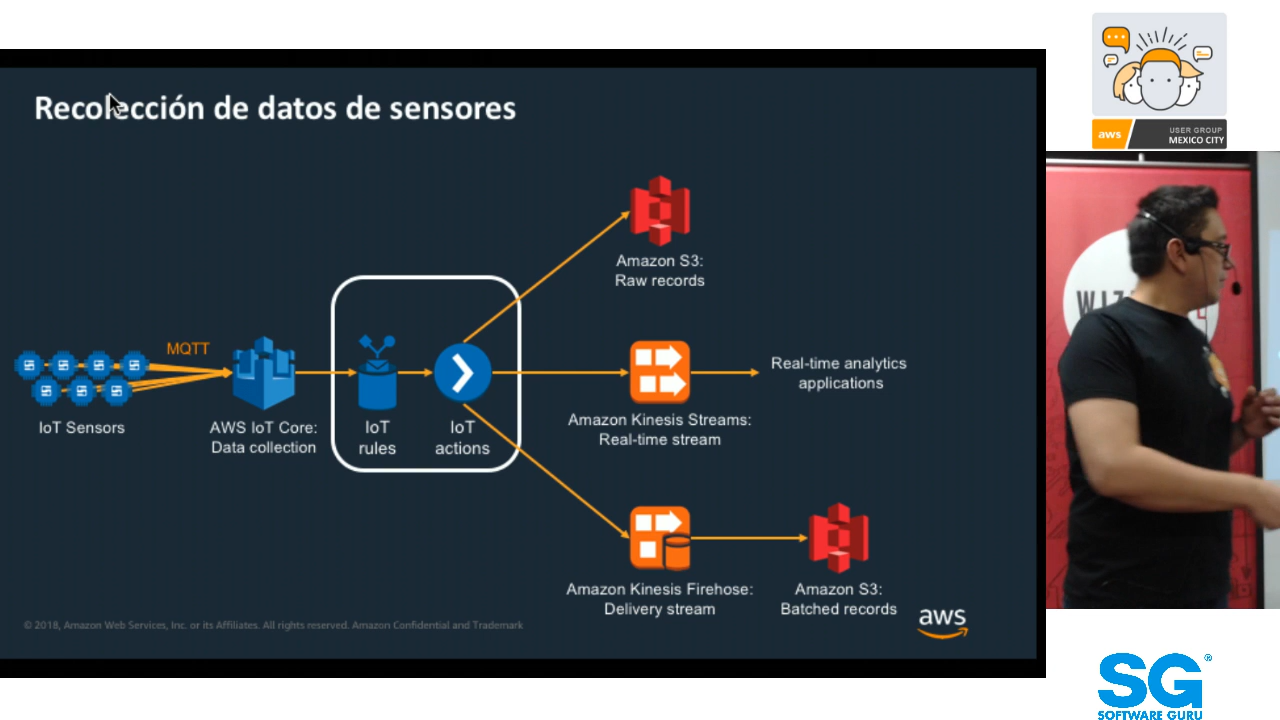 Recolección de datos de sensores
MQTT
IoT Sensors
AWS IoT Core:
Data collection
IoT
rules
IoT
actions
Amazon S3:
Raw records
Amazon Kinesis Streams:
Real-time stream
Real-time analytics
applications
Amazon Kinesis Firehose:
Delivery stream
Amazon S3:
Batched records
© 2018, Amazon Web Services, Inc. or its Affiliates. All rights reserved. Amazon Confidential and Trademark
aws
aws
USER GROUP
MEXICO CITY
SG®
SOFTWARE GURU